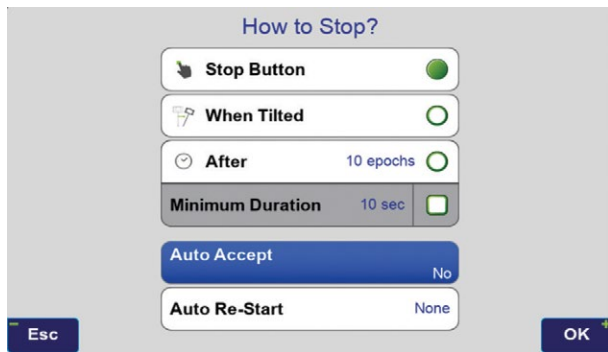 How to Stop?
Stop Button
When Tilted
After 10 epochs
Minimum Duration 10 sec
Auto Accept
No
Auto Re-Start None
- Esc
OK +